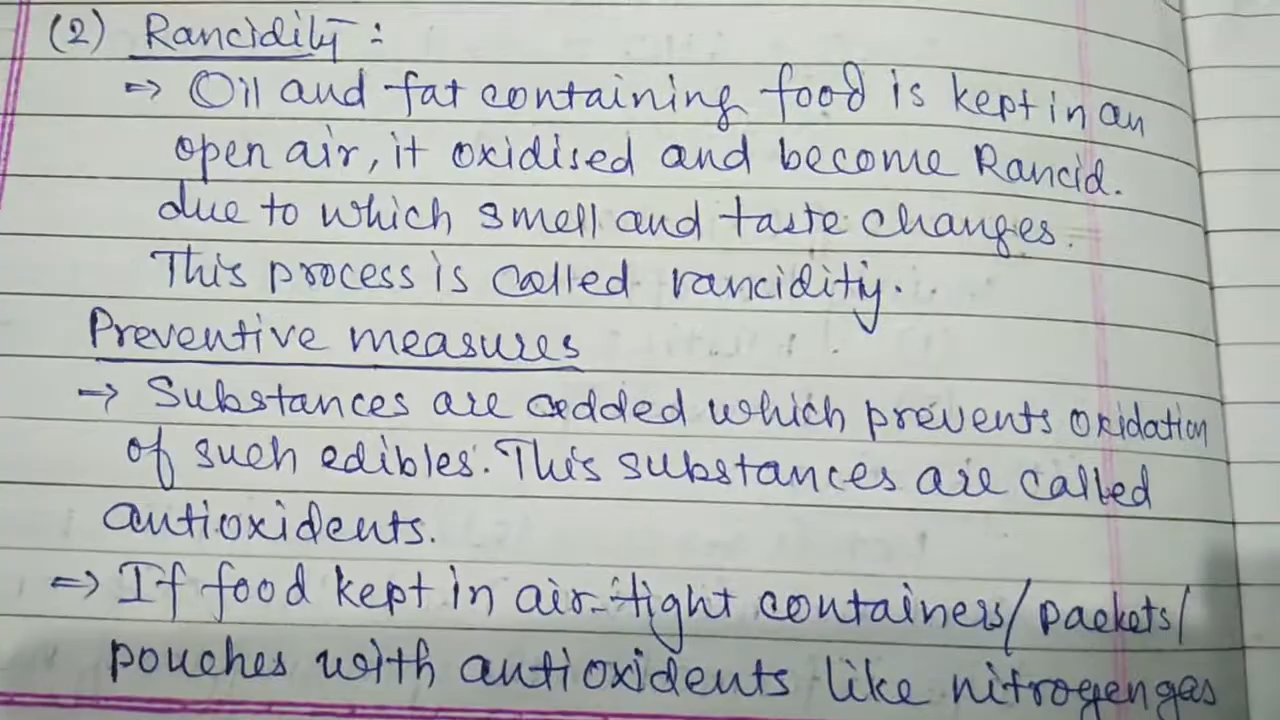 (2) Rancidity :
⇒ Oil and fat containing food is kept in an
open air, it oxidised and become Rancid.
due to which smell and taste changes.
This process is called rancidity.
Preventive measures
→ Substances are added which prevents oxidation
of such edibles. This substances are called
antioxidents.
⇒ If food kept in air-tight containers/packets/
pouches with antioxidents like nitrogen gas